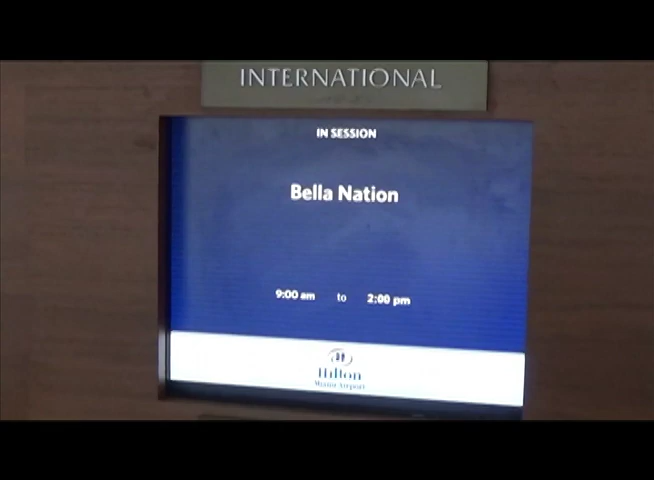 INTERNATIONAL
IN SESSION
Bella Nation
9:00 am to 2:00 pm
Hilton
Miami Airport